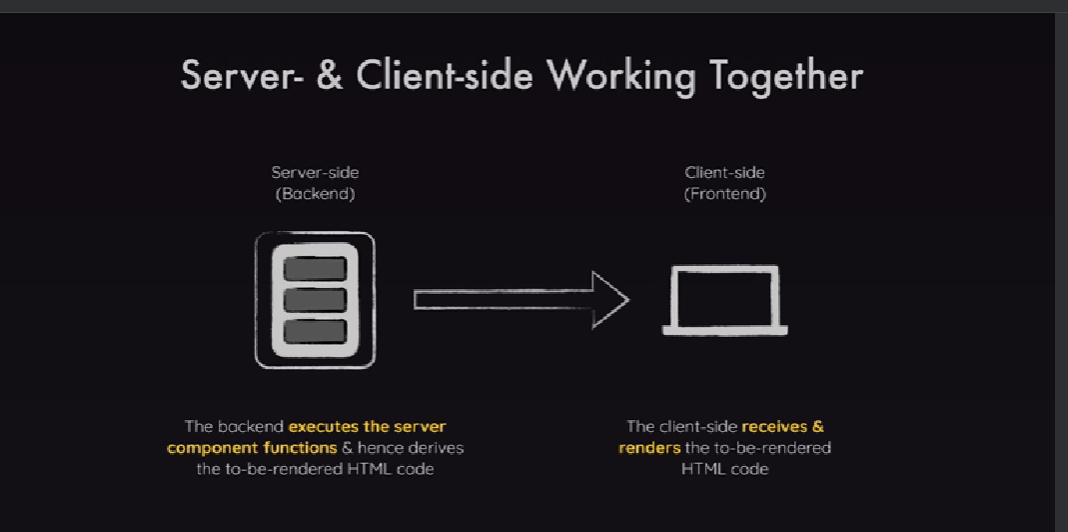 Server- & Client-side Working Together
Server-side
(Backend)
Client-side
(Frontend)
The backend executes the server
component functions & hence derives
the to-be-rendered HTML code
The client-side receives &
renders the to-be-rendered
HTML code